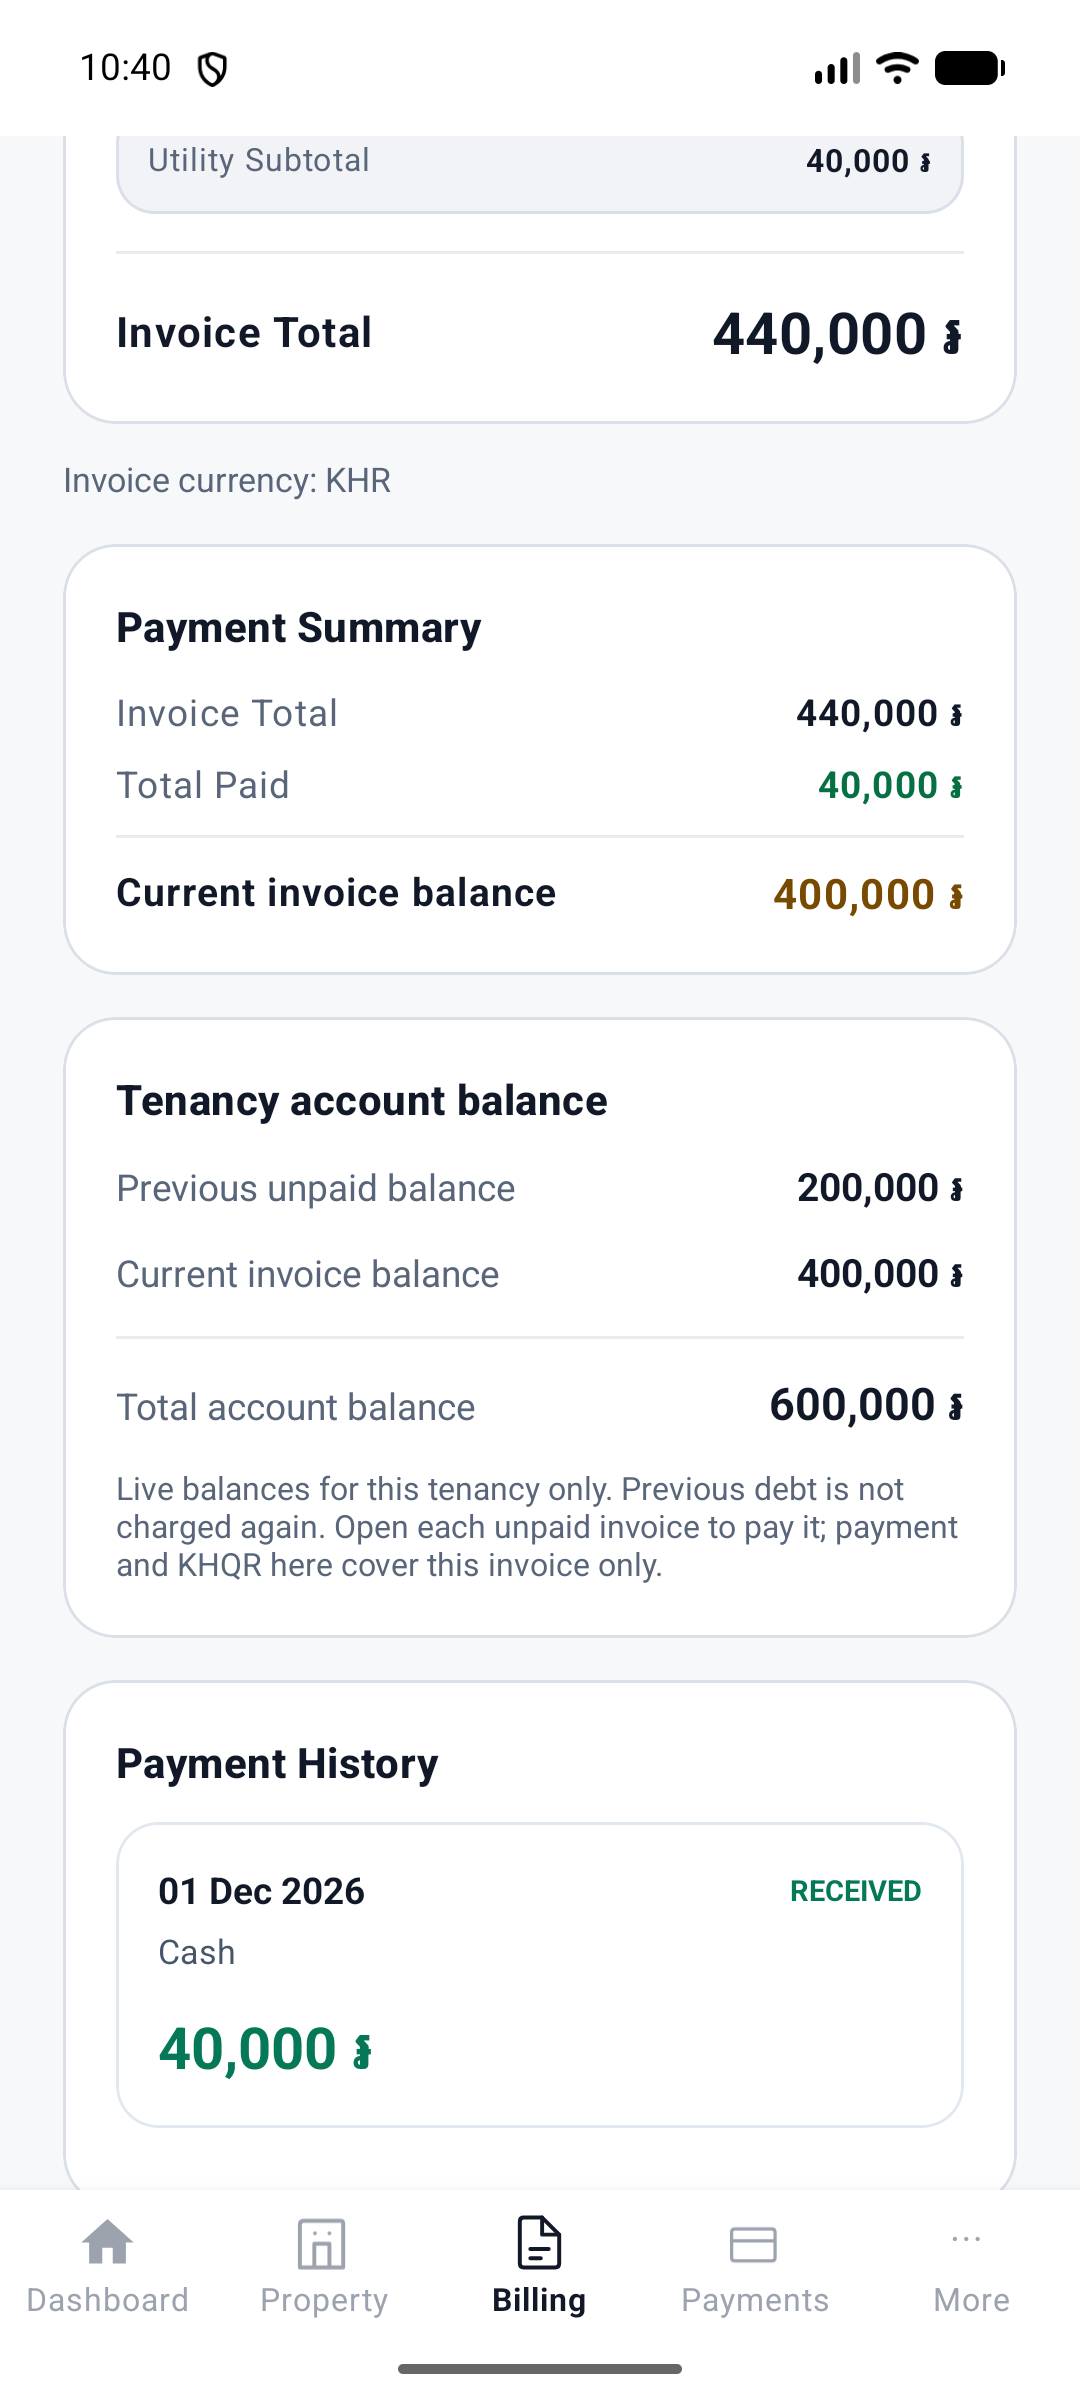 10:40
Utility Subtotal 40,000 ៛
Invoice Total 440,000 ៛
Invoice currency: KHR
Payment Summary
Invoice Total 440,000 ៛
Total Paid 40,000 ៛
Current invoice balance 400,000 ៛
Tenancy account balance
Previous unpaid balance 200,000 ៛
Current invoice balance 400,000 ៛
Total account balance 600,000 ៛
Live balances for this tenancy only. Previous debt is not
charged again. Open each unpaid invoice to pay it; payment
and KHQR here cover this invoice only.
Payment History
01 Dec 2026 RECEIVED
Cash
40,000 ៛
Dashboard Property Billing Payments More